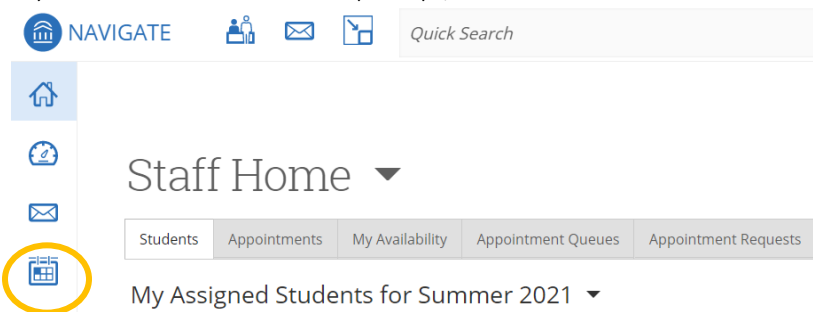 NAVIGATE
Quick Search
Staff Home
Students Appointments My Availability Appointment Queues Appointment Requests
My Assigned Students for Summer 2021